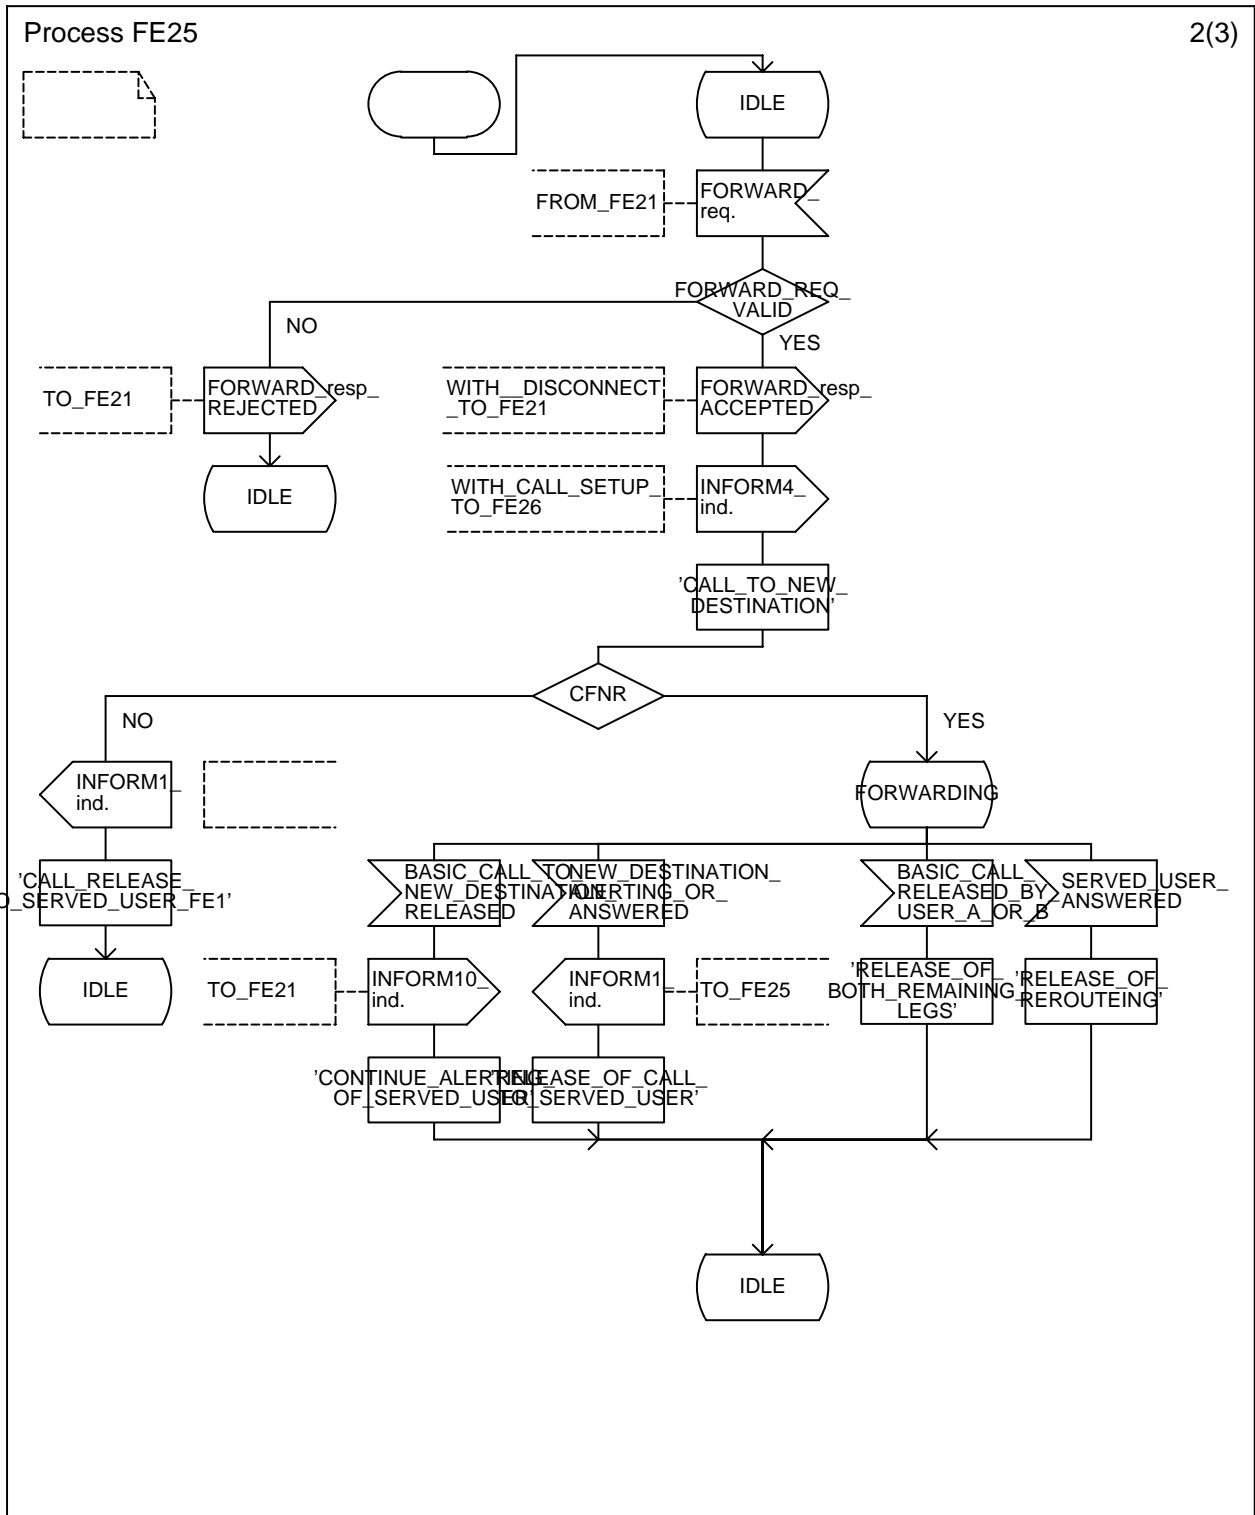 Process FE25
2(3)
IDLE
FROM_FE21
FORWARD_
req.
FORWARD_REQ_
VALID
NO
YES
TO_FE21
FORWARD_resp_
REJECTED
WITH__DISCONNECT
_TO_FE21
FORWARD_resp_
ACCEPTED
IDLE
WITH_CALL_SETUP_
TO_FE26
INFORM4_
ind.
'CALL_TO_NEW_
DESTINATION'
CFNR
NO
YES
INFORM1_
ind.
FORWARDING
'CALL_RELEASE_
O_SERVED_USER_FE1'
BASIC_CALL_TO_
NEW_DESTINATION_
RELEASED
NEW_DESTINATION_
ALERTING_OR_
ANSWERED
BASIC_CALL_
RELEASED_BY_
USER_A_OR_B
SERVED_USER_
ANSWERED
IDLE
TO_FE21
INFORM10_
ind.
INFORM1_
ind.
TO_FE25
'RELEASE_OF_
BOTH_REMAINING_
LEGS'
'RELEASE_OF_
REROUTEING'
'CONTINUE_ALERTING_
OF_SERVED_USER'
'RELEASE_OF_CALL_
TO_SERVED_USER'
IDLE